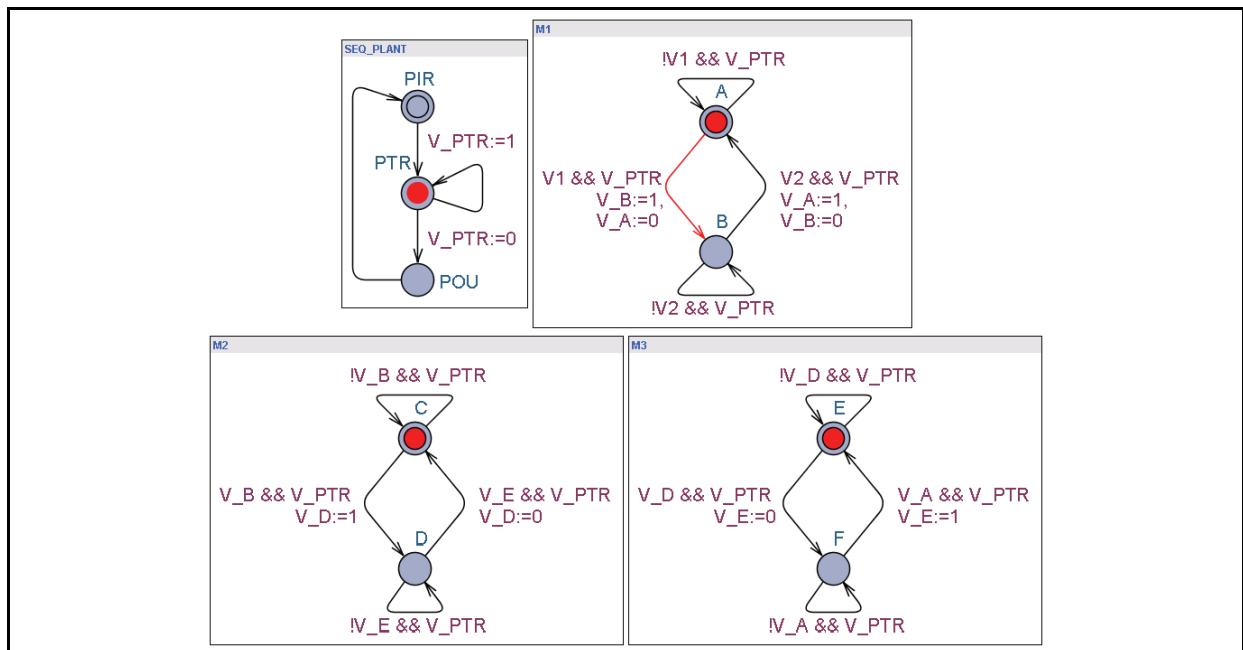 SEQ_PLANT
PIR
V_PTR:=1
PTR
V_PTR:=0
POU
M1
!V1 && V_PTR
A
V1 && V_PTR
V_B:=1,
V_A:=0
V2 && V_PTR
V_A:=1,
V_B:=0
B
!V2 && V_PTR
M2
!V_B && V_PTR
C
V_B && V_PTR
V_D:=1
V_E && V_PTR
V_D:=0
D
!V_E && V_PTR
M3
!V_D && V_PTR
E
V_D && V_PTR
V_E:=0
V_A && V_PTR
V_E:=1
F
!V_A && V_PTR